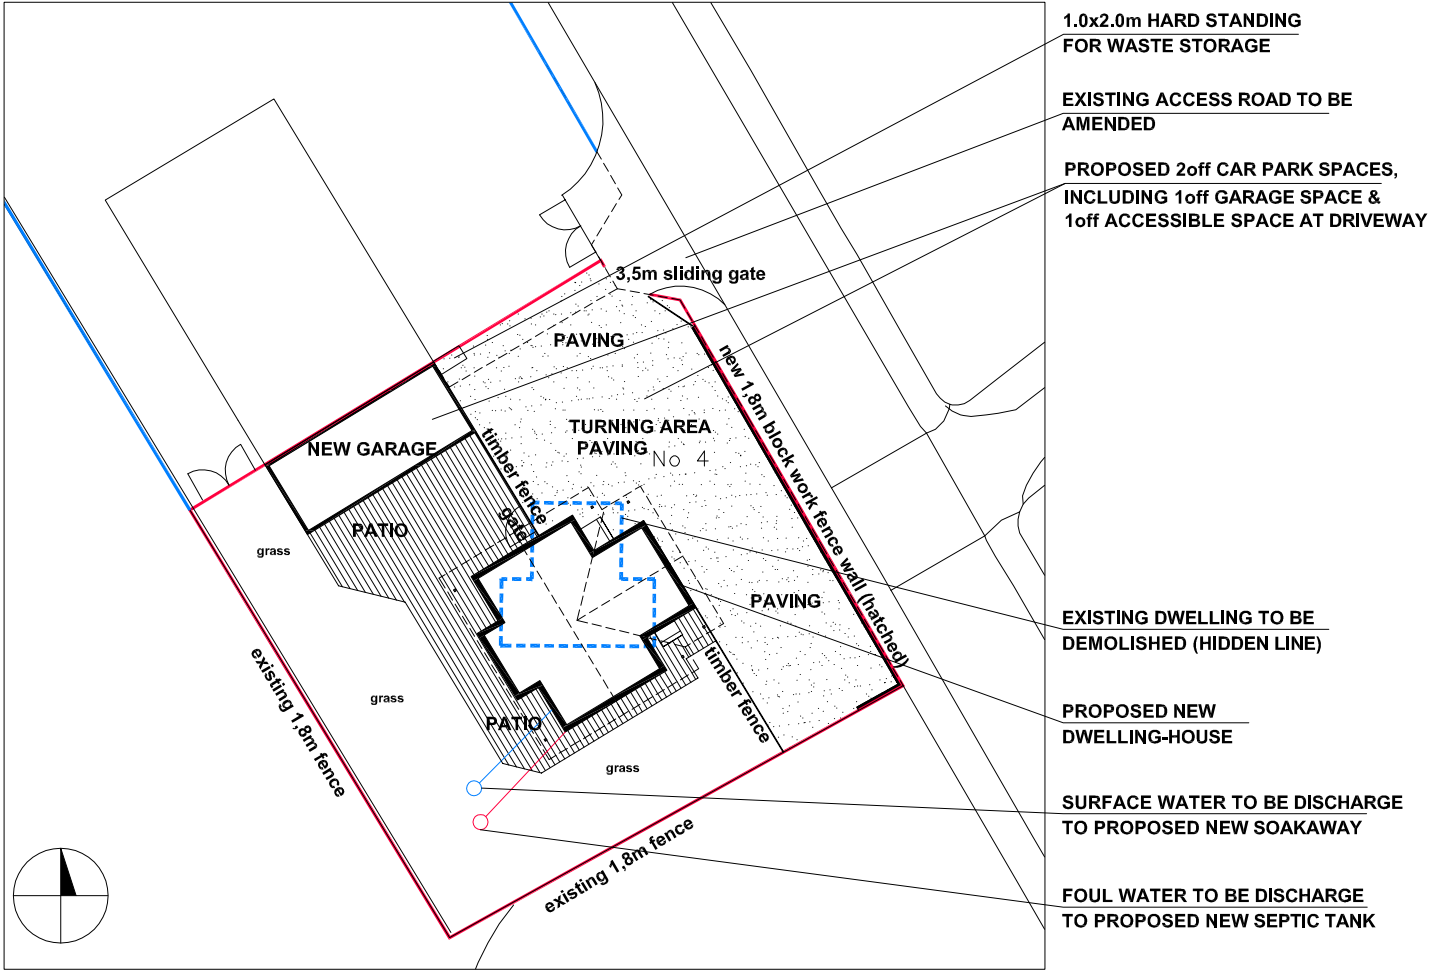 1.0x2.0m HARD STANDING
FOR WASTE STORAGE
EXISTING ACCESS ROAD TO BE
AMENDED
PROPOSED 2off CAR PARK SPACES,
INCLUDING 1off GARAGE SPACE &
1off ACCESSIBLE SPACE AT DRIVEWAY
3,5m sliding gate
PAVING
new 1,8m block work fence wall (hatched)
TURNING AREA
PAVING
No 4
NEW GARAGE
timber fence
gate
PATIO
grass
PAVING
EXISTING DWELLING TO BE
DEMOLISHED (HIDDEN LINE)
existing 1,8m fence
grass
timber fence
PATIO
PROPOSED NEW
DWELLING-HOUSE
grass
SURFACE WATER TO BE DISCHARGE
TO PROPOSED NEW SOAKAWAY
existing 1,8m fence
FOUL WATER TO BE DISCHARGE
TO PROPOSED NEW SEPTIC TANK